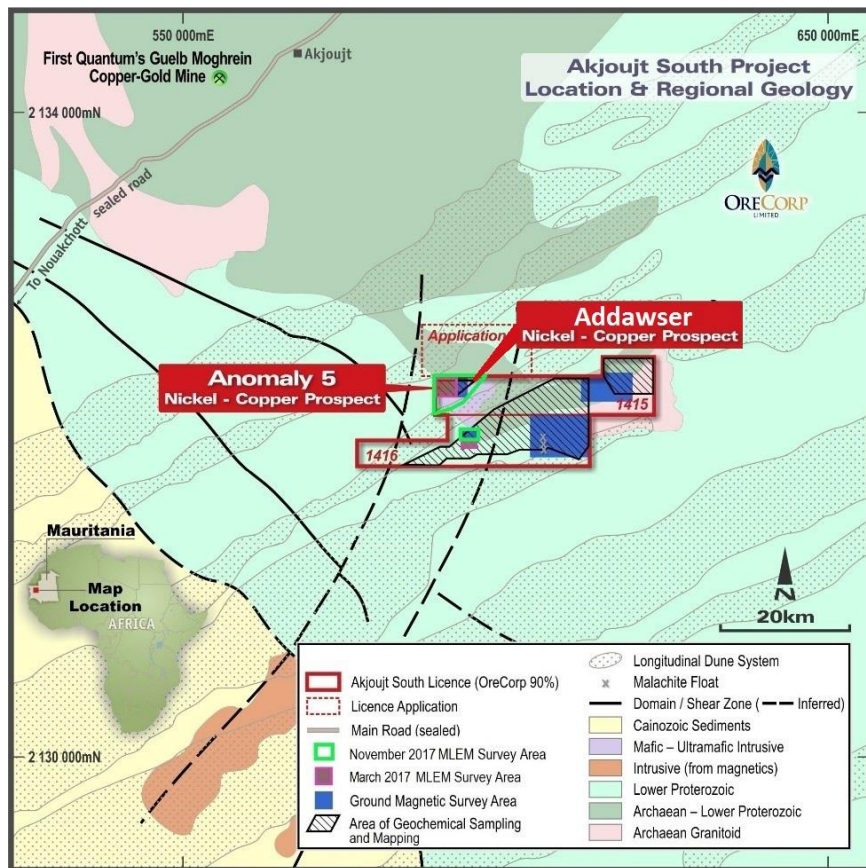 550 000mE
650 000mE
First Quantum's Guelb Moghrein
Copper-Gold Mine
Akjoujt
Akjoujt South Project
Location & Regional Geology
2 134 000mN
ORECORP
LIMITED
To Nouakchott sealed road
Application
Addawser
Nickel - Copper Prospect
Anomaly 5
Nickel - Copper Prospect
1415
1416
Mauritania
Map
Location
AFRICA
N
20km
2 130 000mN
Akjoujt South Licence (OreCorp 90%)
Licence Application
Main Road (sealed)
November 2017 MLEM Survey Area
March 2017 MLEM Survey Area
Ground Magnetic Survey Area
Area of Geochemical Sampling
and Mapping
Longitudinal Dune System
Malachite Float
Domain / Shear Zone ( Inferred)
Cainozoic Sediments
Mafic – Ultramafic Intrusive
Intrusive (from magnetics)
Lower Proterozoic
Archaean – Lower Proterozoic
Archaean Granitoid